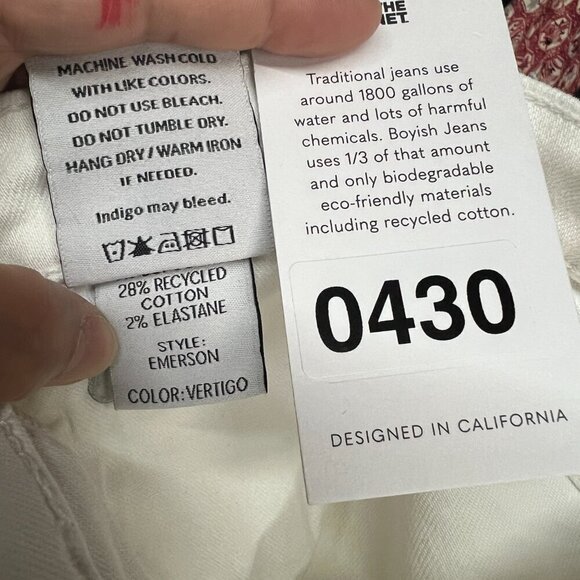 MACHINE WASH COLD
WITH LIKE COLORS.
DO NOT USE BLEACH.
DO NOT TUMBLE DRY.
HANG DRY / WARM IRON
IF NEEDED.
Indigo may bleed.
28% RECYCLED
COTTON
2% ELASTANE
STYLE:
EMERSON
COLOR: VERTIGO
THE
Traditional jeans use
around 1800 gallons of
water and lots of harmful
chemicals. Boyish Jeans
uses 1/3 of that amount
and only biodegradable
eco-friendly materials
including recycled cotton.
0430
DESIGNED IN CALIFORNIA